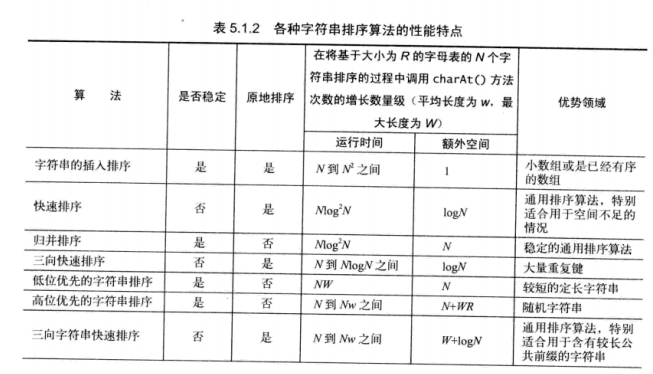 表 5.1.2 各种字符串排序算法的性能特点
算 法 是否稳定 原地排序 在将基于大小为 R 的字母表的 N 个字
符串排序的过程中调用 charAt() 方法
次数的增长数量级（平均长度为 w，最
大长度为 W） 优势领域
运行时间 额外空间
字符串的插入排序 是 是 N 到 N² 之间 1 小数组或是已经有序
的数组
快速排序 否 是 Nlog²N logN 通用排序算法，特别
适合用于空间不足的
情况
归并排序 是 否 Nlog²N N 稳定的通用排序算法
三向快速排序 否 是 N 到 NlogN 之间 logN 大量重复键
低位优先的字符串排序 是 否 NW N 较短的定长字符串
高位优先的字符串排序 是 否 N 到 Nw 之间 N+WR 随机字符串
三向字符串快速排序 否 是 N 到 Nw 之间 W+logN 通用排序算法，特别
适合用于含有较长公
共前缀的字符串